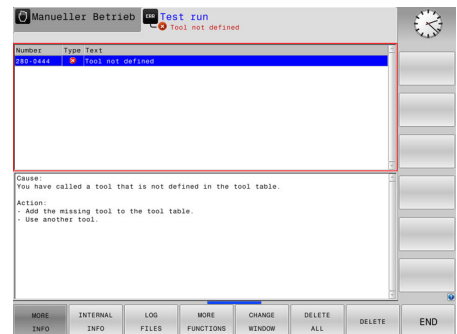 Manueller Betrieb
ERR
Test run
Tool not defined
Number Type Text
280-0444 Tool not defined
Cause:
You have called a tool that is not defined in the tool table.
Action:
- Add the missing tool to the tool table.
- Use another tool.
MORE INFO
INTERNAL INFO
LOG FILES
MORE FUNCTIONS
CHANGE WINDOW
DELETE ALL
DELETE
END